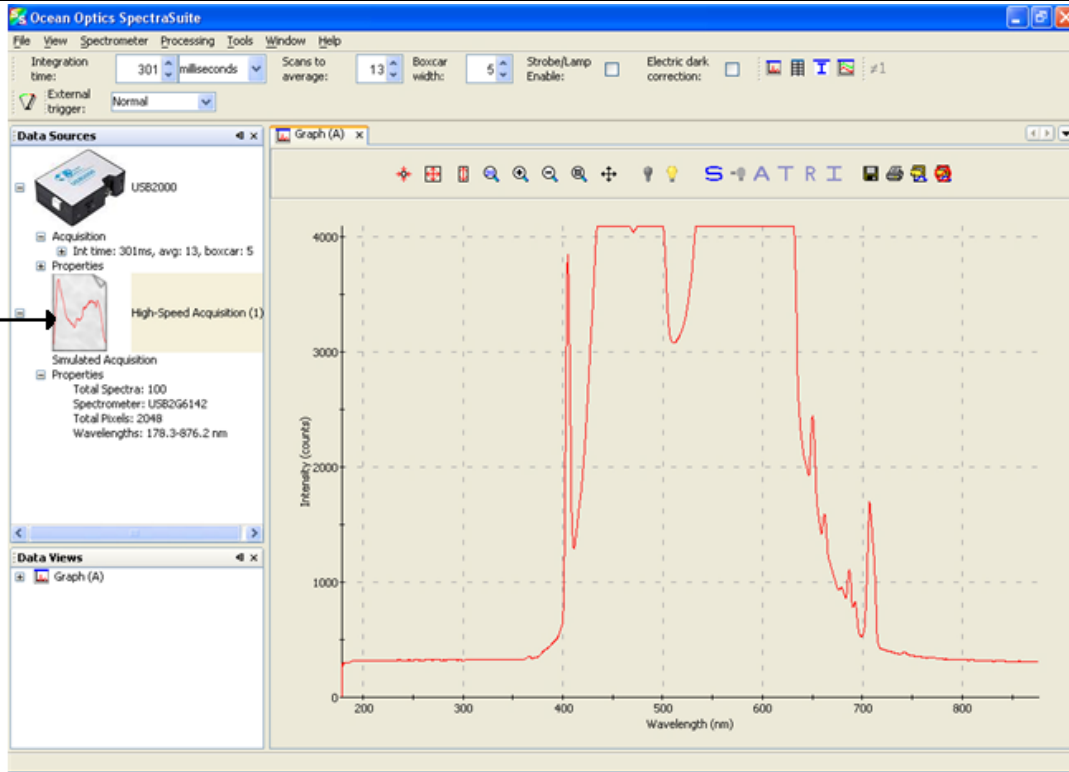 Ocean Optics SpectraSuite
File View Spectrometer Processing Tools Window Help
Integration time: 301 milliseconds Scans to average: 13 Boxcar width: 5 Strobe/Lamp Enable: Electric dark correction: ≠1
External trigger: Normal
Data Sources
Graph (A)
USB2000
S A T R I
Acquisition
Int time: 301ms, avg: 13, boxcar: 5
Properties
High-Speed Acquisition (1)
Simulated Acquisition
Properties
Total Spectra: 100
Spectrometer: USB2G6142
Total Pixels: 2048
Wavelengths: 178.3-876.2 nm
Data Views
Graph (A)
Intensity (counts)
4000
3000
2000
1000
0
200 300 400 500 600 700 800
Wavelength (nm)